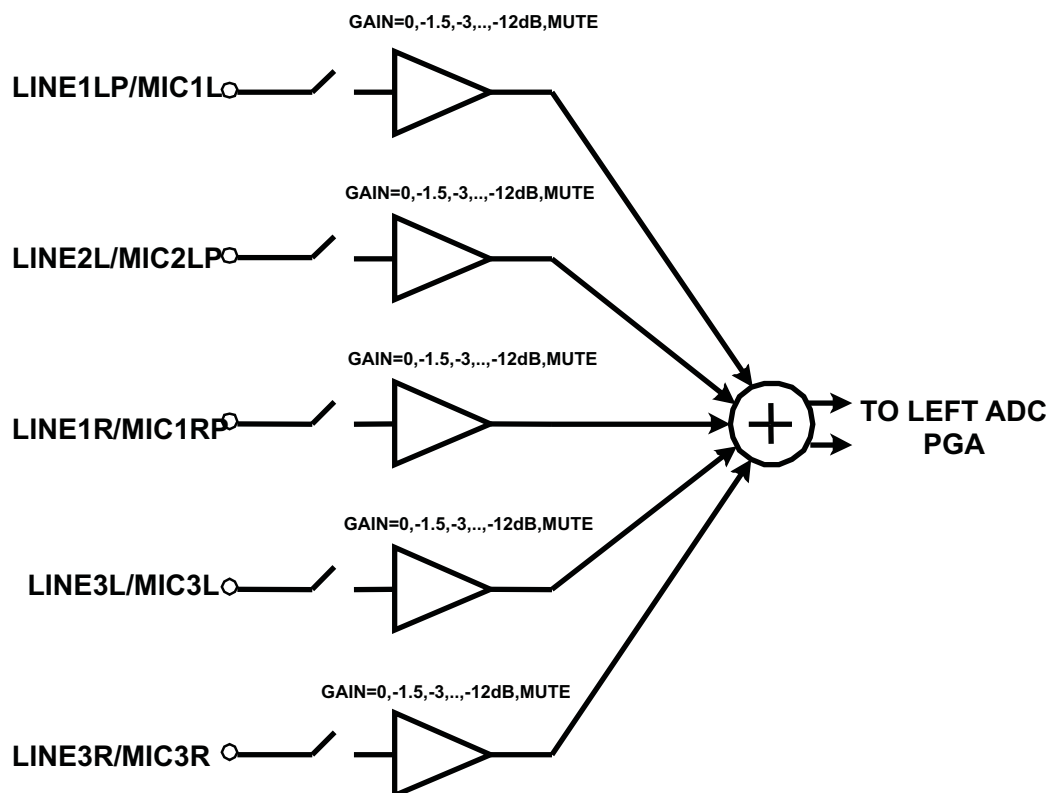 GAIN=0,-1.5,-3,..,-12dB,MUTE
LINE1LP/MIC1L
GAIN=0,-1.5,-3,..,-12dB,MUTE
LINE2L/MIC2LP
GAIN=0,-1.5,-3,..,-12dB,MUTE
LINE1R/MIC1RP
TO LEFT ADC
PGA
GAIN=0,-1.5,-3,..,-12dB,MUTE
LINE3L/MIC3L
GAIN=0,-1.5,-3,..,-12dB,MUTE
LINE3R/MIC3R